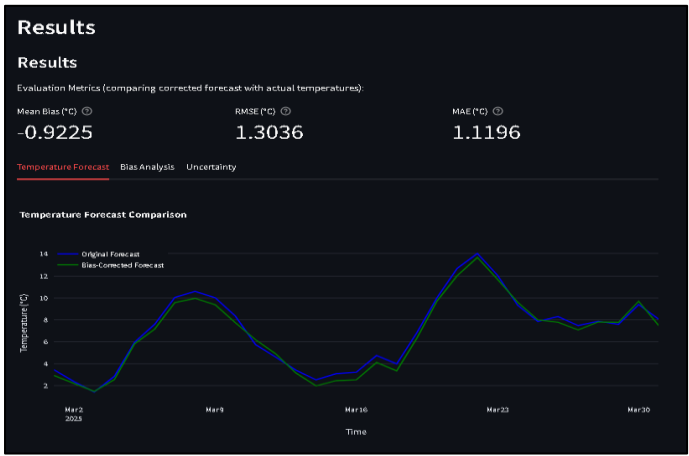 Results
Results
Evaluation Metrics (comparing corrected forecast with actual temperatures):
Mean Bias (°C) ? RMSE (°C) ? MAE (°C) ?
-0.9225 1.3036 1.1196
Temperature Forecast Bias Analysis Uncertainty
Temperature Forecast Comparison
Original Forecast
Bias-Corrected Forecast
14
12
10
8
6
4
2
Temperature (°C)
Mar 2 Mar 9 Mar 16 Mar 23 Mar 30
2025
Time